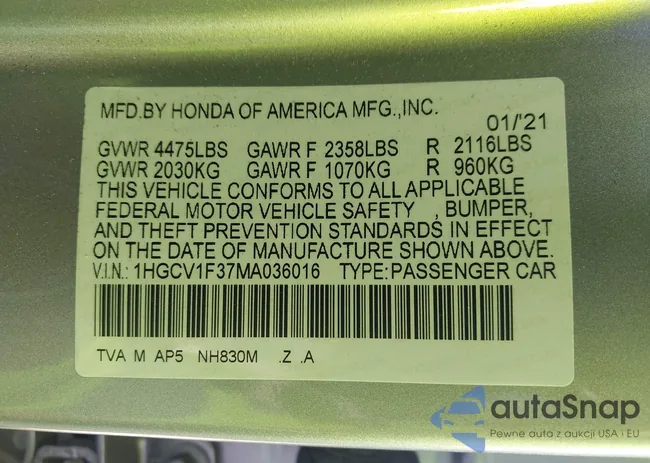 MFD.BY HONDA OF AMERICA MFG.,INC.
01/'21
GVWR 4475LBS GAWR F 2358LBS R 2116LBS
GVWR 2030KG GAWR F 1070KG R 960KG
THIS VEHICLE CONFORMS TO ALL APPLICABLE
FEDERAL MOTOR VEHICLE SAFETY , BUMPER,
AND THEFT PREVENTION STANDARDS IN EFFECT
ON THE DATE OF MANUFACTURE SHOWN ABOVE.
V.I.N.: 1HGCV1F37MA036016 TYPE:PASSENGER CAR
TVA M AP5 NH830M .Z .A
autaSnap
Pewne auta z aukcji USA i EU